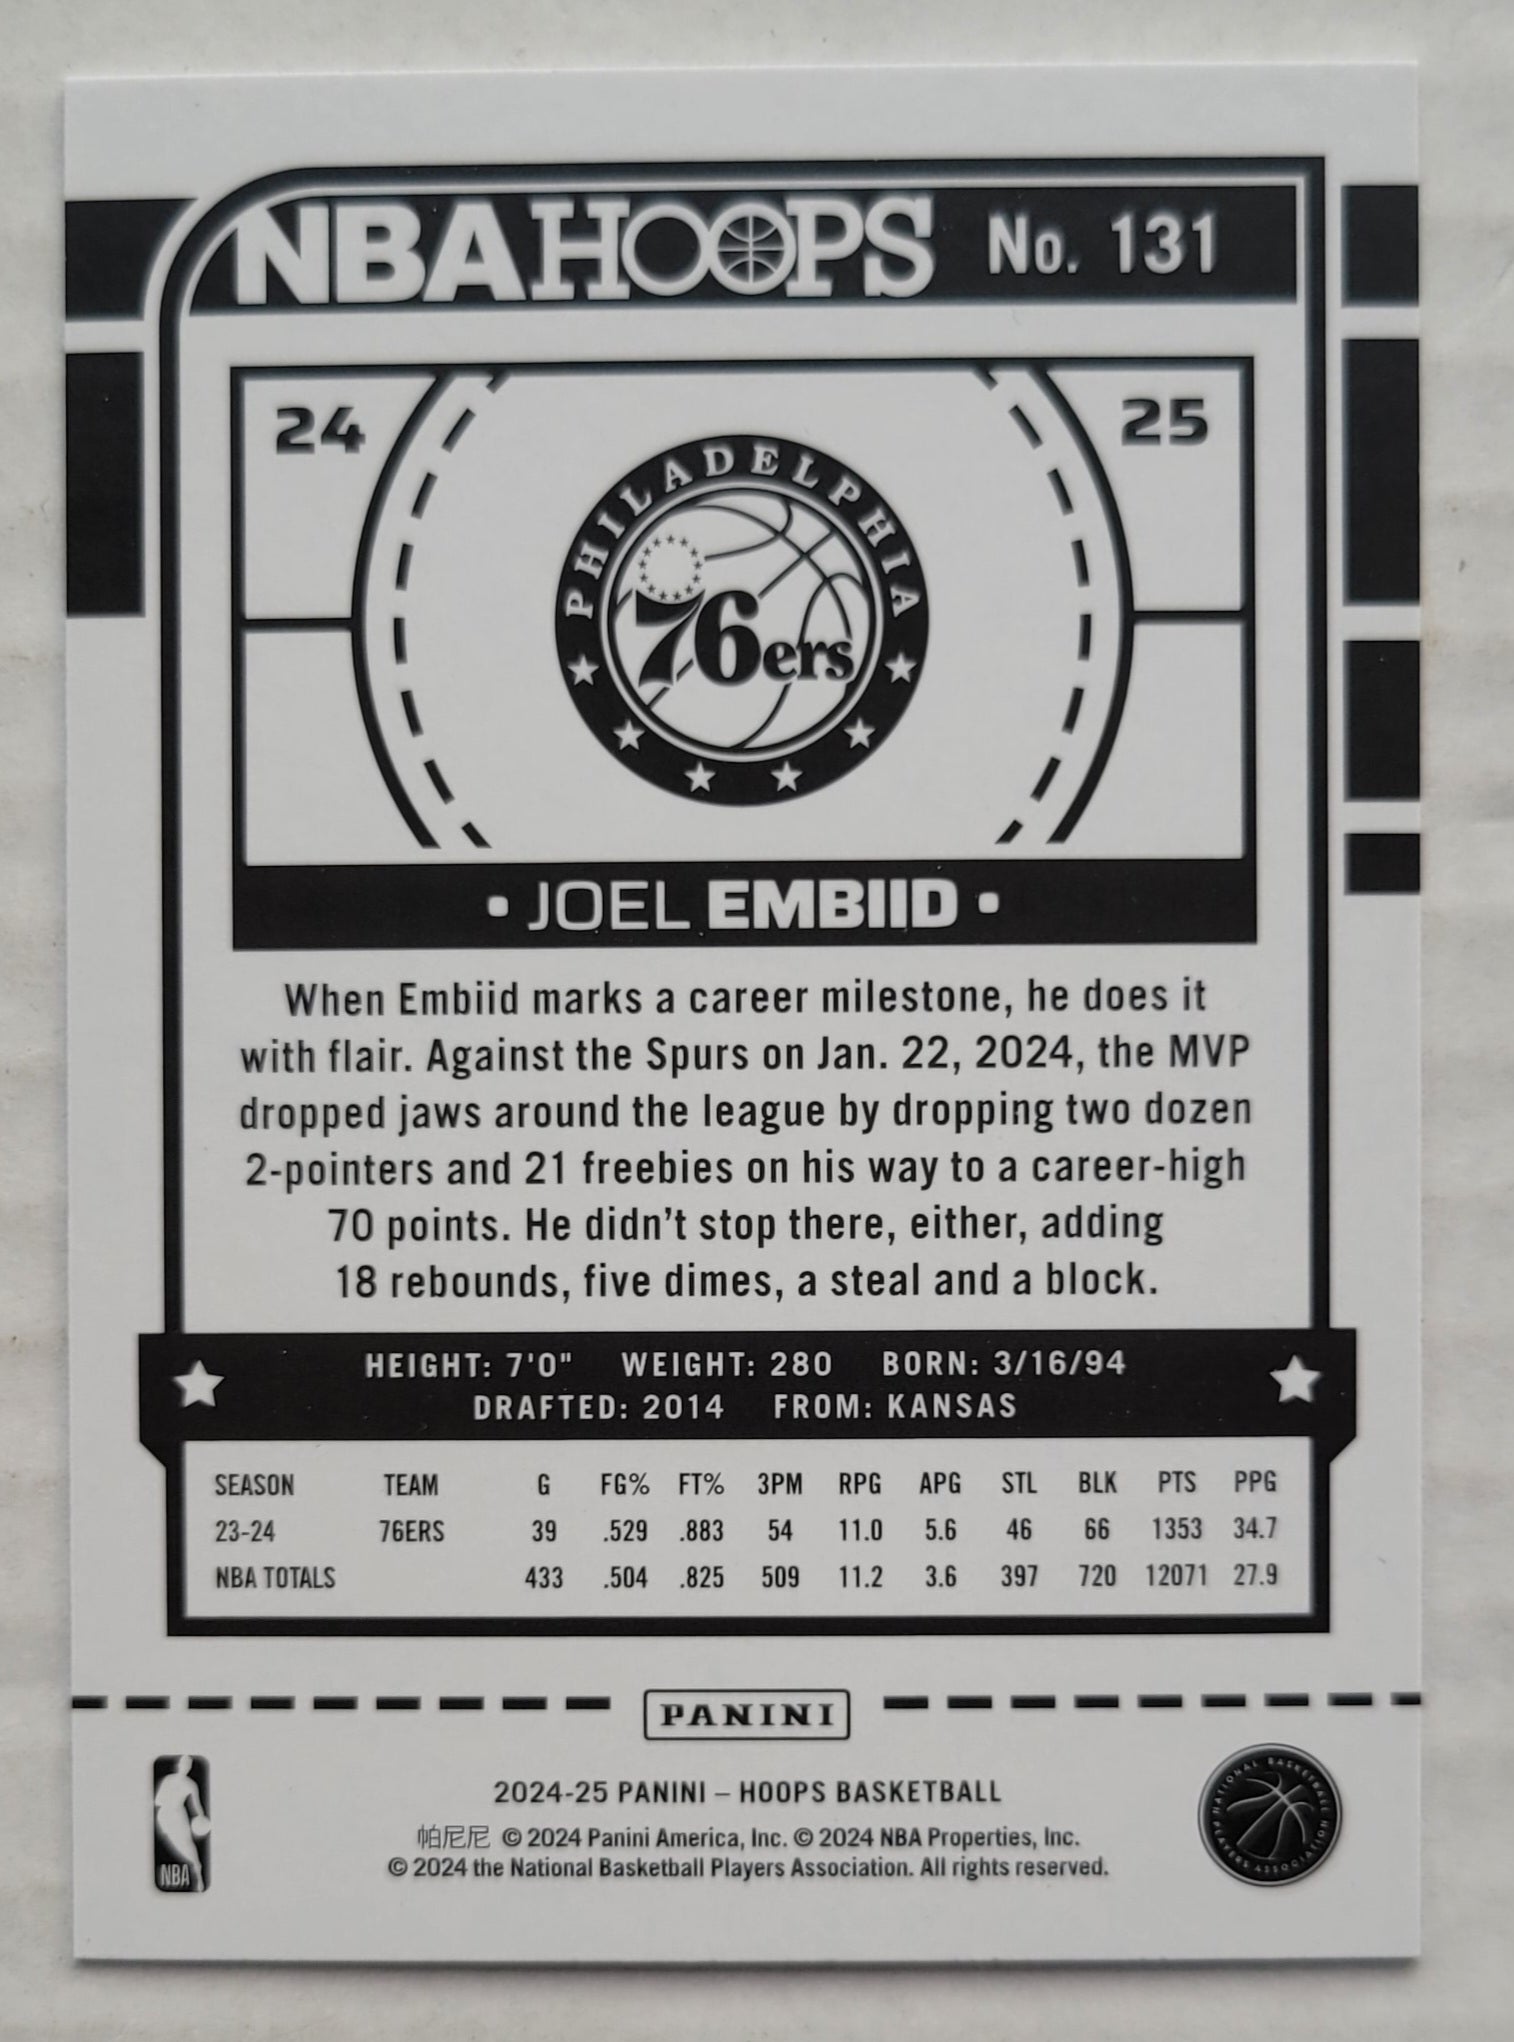 NBA HOOPS No. 131
24 25
PHILADELPHIA
76ers
· JOEL EMBIID ·
When Embiid marks a career milestone, he does it
with flair. Against the Spurs on Jan. 22, 2024, the MVP
dropped jaws around the league by dropping two dozen
2-pointers and 21 freebies on his way to a career-high
70 points. He didn't stop there, either, adding
18 rebounds, five dimes, a steal and a block.
HEIGHT: 7'0" WEIGHT: 280 BORN: 3/16/94
DRAFTED: 2014 FROM: KANSAS
SEASON TEAM G FG% FT% 3PM RPG APG STL BLK PTS PPG
23-24 76ERS 39 .529 .883 54 11.0 5.6 46 66 1353 34.7
NBA TOTALS 433 .504 .825 509 11.2 3.6 397 720 12071 27.9
PANINI
2024-25 PANINI – HOOPS BASKETBALL
帕尼尼 © 2024 Panini America, Inc. © 2024 NBA Properties, Inc.
© 2024 the National Basketball Players Association. All rights reserved.
NBA
NATIONAL BASKETBALL PLAYERS ASSOCIATION